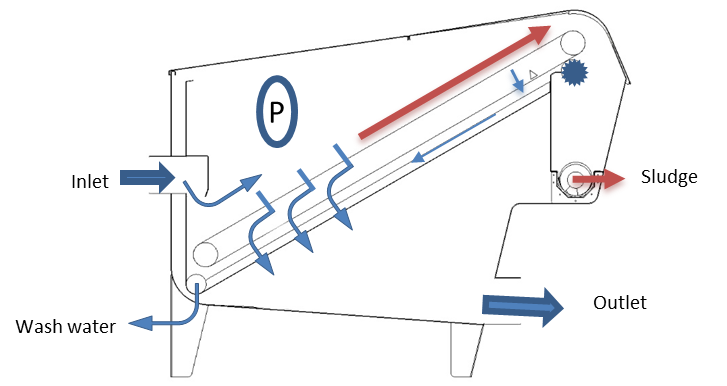 P
Inlet
Sludge
Outlet
Wash water